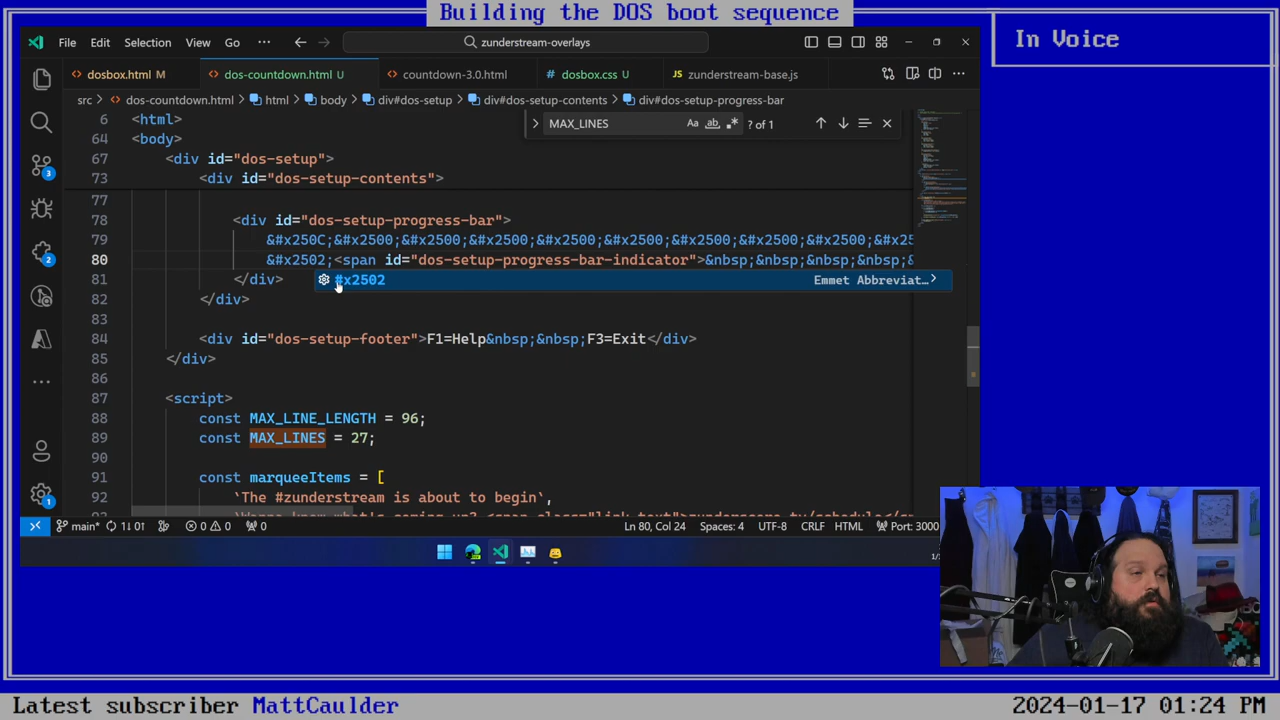 Building the DOS boot sequence
In Voice
File Edit Selection View Go ··· zunderstream-overlays
dosbox.html M dos-countdown.html U countdown-3.0.html dosbox.css U zunderstream-base.js
src > dos-countdown.html > html > body > div#dos-setup > div#dos-setup-contents > div#dos-setup-progress-bar
MAX_LINES Aa ab .* ? of 1
6 <html>
64 <body>
67 <div id="dos-setup">
73 <div id="dos-setup-contents">
77
78 <div id="dos-setup-progress-bar">
79 &#x250C;&#x2500;&#x2500;&#x2500;&#x2500;&#x2500;&#x2500;&#x2500;&#x25
80 &#x2502;<span id="dos-setup-progress-bar-indicator">&nbsp;&nbsp;&nbsp;&
81 </div>
#x2502 Emmet Abbreviat…
82 </div>
83
84 <div id="dos-setup-footer">F1=Help&nbsp;&nbsp;F3=Exit</div>
85 </div>
86
87 <script>
88 const MAX_LINE_LENGTH = 96;
89 const MAX_LINES = 27;
90
91 const marqueeItems = [
92 `The #zunderstream is about to begin`,
3
2
1
main* 0 0 0 Ln 80, Col 24 Spaces: 4 UTF-8 CRLF HTML Port: 3000
1/
Latest subscriber MattCaulder
2024-01-17 01:24 PM